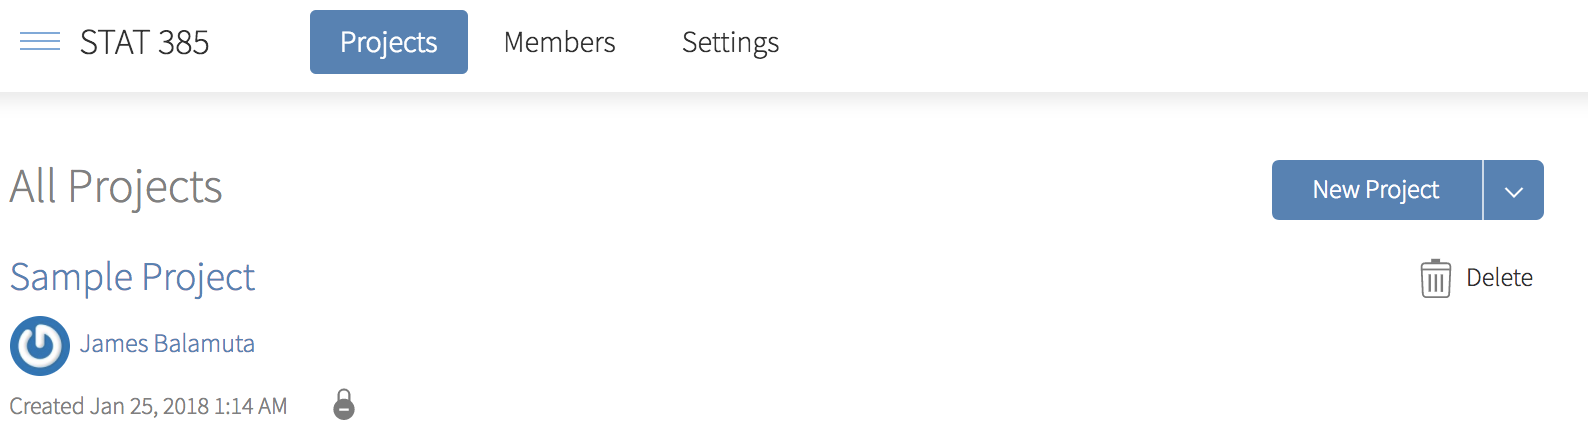 STAT 385 Projects Members Settings
All Projects New Project
Sample Project Delete
James Balamuta
Created Jan 25, 2018 1:14 AM